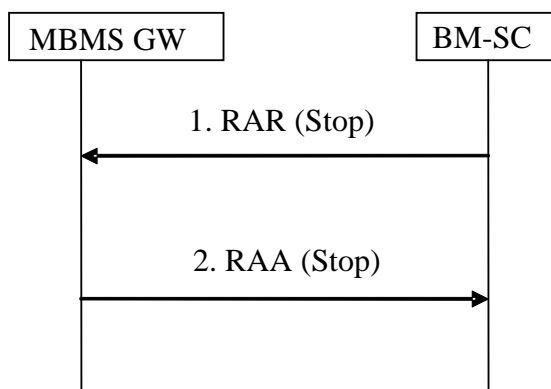 MBMS GW
BM-SC
1. RAR (Stop)
2. RAA (Stop)